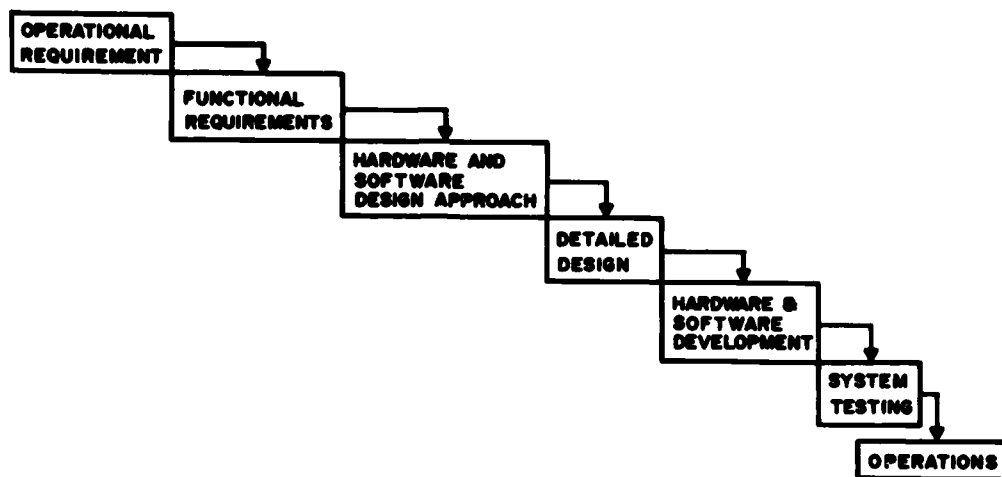 OPERATIONAL
REQUIREMENT
FUNCTIONAL
REQUIREMENTS
HARDWARE AND
SOFTWARE
DESIGN APPROACH
DETAILED
DESIGN
HARDWARE &
SOFTWARE
DEVELOPMENT
SYSTEM
TESTING
OPERATIONS